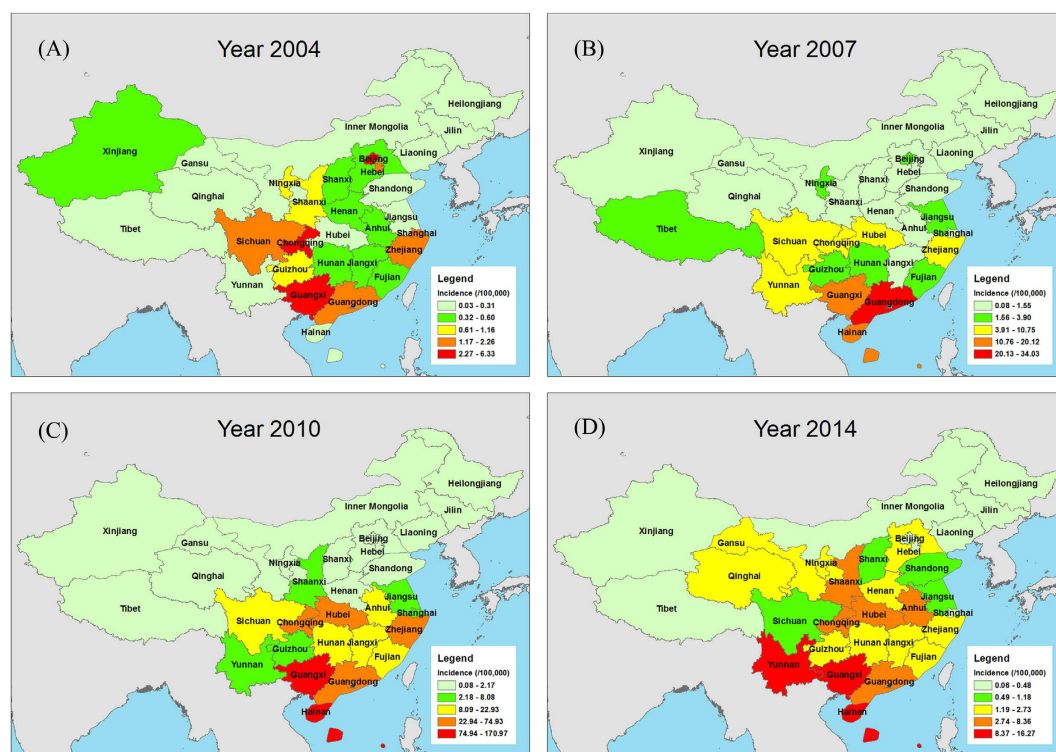 (A)
Year 2004
Heilongjiang
Inner Mongolia
Jilin
Xinjiang
Beijing
Liaoning
Gansu
Hebei
Ningxia
Shanxi
Shandong
Qinghai
Shaanxi
Henan
Jiangsu
Tibet
Anhui
Shanghai
Sichuan
Hubei
Chongqing
Zhejiang
Guizhou
Hunan
Jiangxi
Yunnan
Fujian
Guangxi
Guangdong
Hainan
Legend
Incidence (/100,000)
0.03 - 0.31
0.32 - 0.60
0.61 - 1.16
1.17 - 2.26
2.27 - 6.33
(B)
Year 2007
Heilongjiang
Inner Mongolia
Jilin
Xinjiang
Beijing
Liaoning
Gansu
Hebei
Ningxia
Shanxi
Shandong
Qinghai
Shaanxi
Henan
Jiangsu
Tibet
Anhui
Shanghai
Sichuan
Hubei
Chongqing
Zhejiang
Guizhou
Hunan
Jiangxi
Yunnan
Fujian
Guangxi
Guangdong
Hainan
Legend
Incidence (/100,000)
0.08 - 1.55
1.56 - 3.90
3.91 - 10.75
10.76 - 20.12
20.13 - 34.03
(C)
Year 2010
Heilongjiang
Inner Mongolia
Jilin
Xinjiang
Beijing
Liaoning
Gansu
Hebei
Ningxia
Shanxi
Shandong
Qinghai
Shaanxi
Henan
Jiangsu
Tibet
Anhui
Shanghai
Sichuan
Hubei
Chongqing
Zhejiang
Guizhou
Hunan
Jiangxi
Yunnan
Fujian
Guangxi
Guangdong
Hainan
Legend
Incidence (/100,000)
0.08 - 2.17
2.18 - 8.08
8.09 - 22.93
22.94 - 74.93
74.94 - 170.97
(D)
Year 2014
Heilongjiang
Inner Mongolia
Jilin
Xinjiang
Beijing
Liaoning
Gansu
Hebei
Ningxia
Shanxi
Shandong
Qinghai
Shaanxi
Henan
Jiangsu
Tibet
Anhui
Shanghai
Sichuan
Hubei
Chongqing
Zhejiang
Guizhou
Hunan
Jiangxi
Yunnan
Fujian
Guangxi
Guangdong
Hainan
Legend
Incidence (/100,000)
0.06 - 0.48
0.49 - 1.18
1.19 - 2.73
2.74 - 8.36
8.37 - 16.27